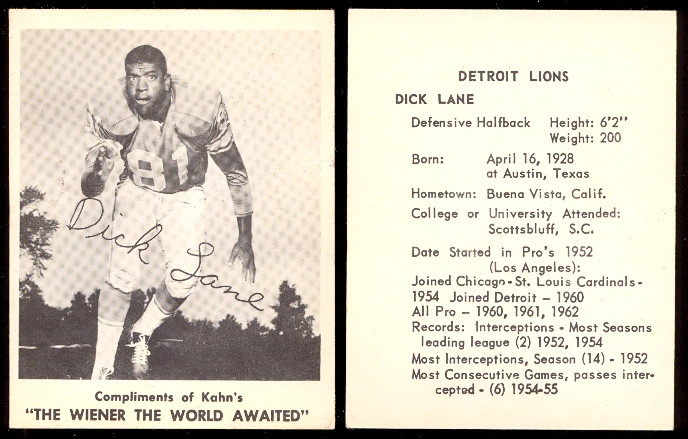 81
Dick Lane
Compliments of Kahn's
"THE WIENER THE WORLD AWAITED"
DETROIT LIONS
DICK LANE
Defensive Halfback Height: 6'2"
Weight: 200
Born: April 16, 1928
at Austin, Texas
Hometown: Buena Vista, Calif.
College or University Attended:
Scottsbluff, S.C.
Date Started in Pro's 1952
(Los Angeles):
Joined Chicago-St. Louis Cardinals-
1954 Joined Detroit – 1960
All Pro – 1960, 1961, 1962
Records: Interceptions - Most Seasons
leading league (2) 1952, 1954
Most Interceptions, Season (14) - 1952
Most Consecutive Games, passes inter-
cepted - (6) 1954-55